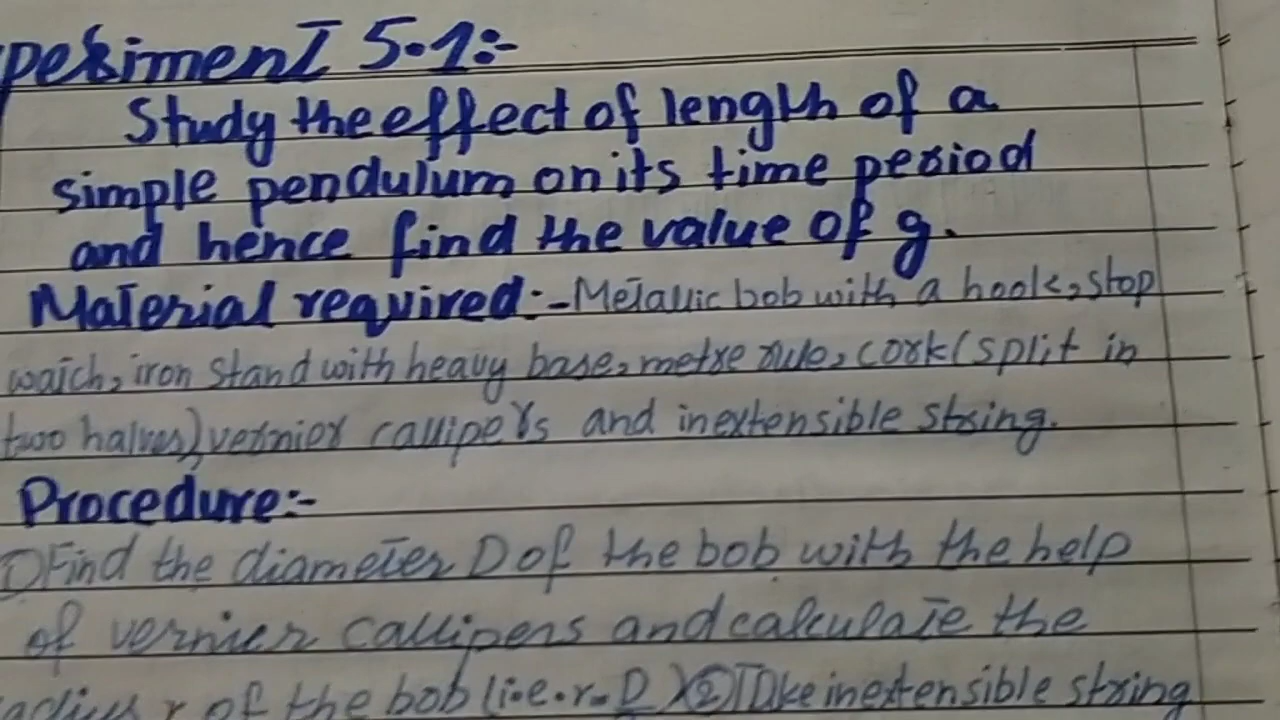 periment 5.1:-
Study the effect of length of a
simple pendulum on its time period
and hence find the value of g.
Material required:- Metallic bob with a hook, stop
watch, iron stand with heavy base, metre rule, cork (split in
two halves), vernier callipers and inextensible string.
Procedure:-
① Find the diameter D of the bob with the help
of vernier callipers and calculate the
adius r of the bob (i.e. r = D ) ② Take inextensible string